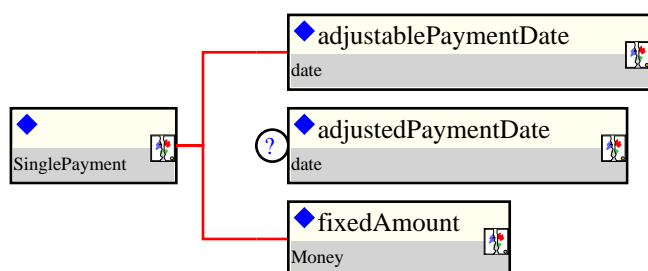 adjustablePaymentDate
date
SinglePayment
?
adjustedPaymentDate
date
fixedAmount
Money